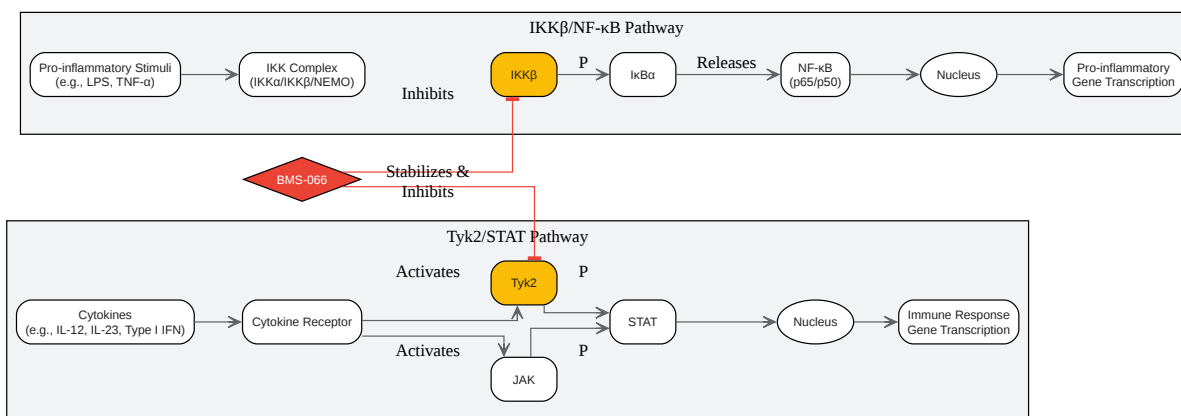 IKKβ/NF-κB Pathway
Pro-inflammatory Stimuli
(e.g., LPS, TNF-α)
IKK Complex
(IKKα/IKKβ/NEMO)
IKKβ
P
IκBα
Releases
NF-κB
(p65/p50)
Nucleus
Pro-inflammatory
Gene Transcription
Inhibits
BMS-066
Stabilizes &
Inhibits
Tyk2/STAT Pathway
Activates
Tyk2
P
Cytokines
(e.g., IL-12, IL-23, Type I IFN)
Cytokine Receptor
STAT
Nucleus
Immune Response
Gene Transcription
Activates
P
JAK